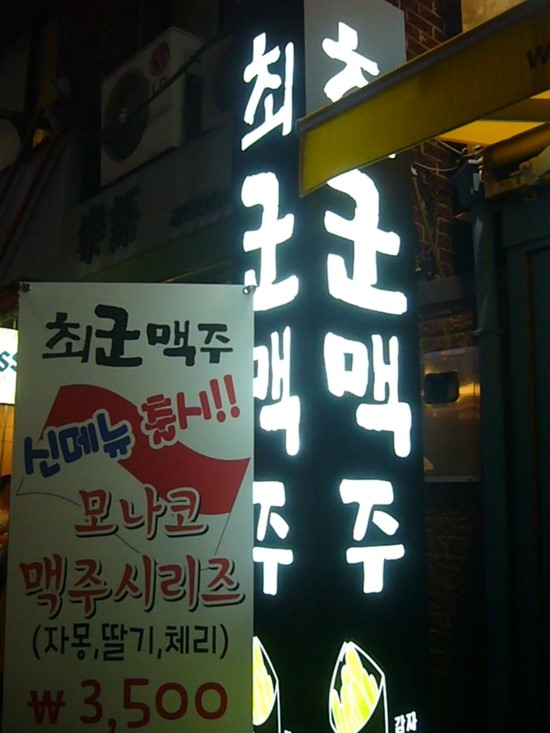 최군맥주
신메뉴 출시!!
모나코
맥주시리즈
(자몽,딸기,체리)
₩3,500
최군맥주
최군맥주
감자
LG